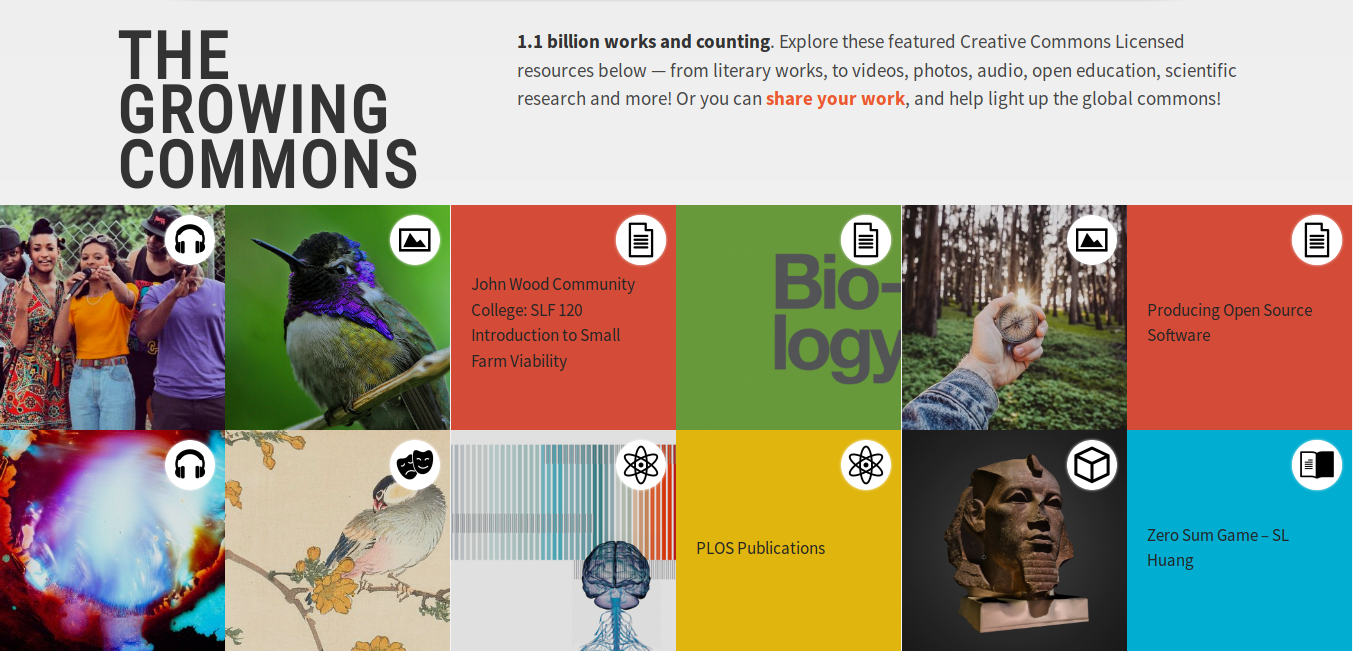 THE
GROWING
COMMONS
1.1 billion works and counting. Explore these featured Creative Commons Licensed
resources below — from literary works, to videos, photos, audio, open education, scientific
research and more! Or you can share your work, and help light up the global commons!
John Wood Community
College: SLF 120
Introduction to Small
Farm Viability
Bio-
logy
Producing Open Source
Software
PLOS Publications
Zero Sum Game – SL
Huang